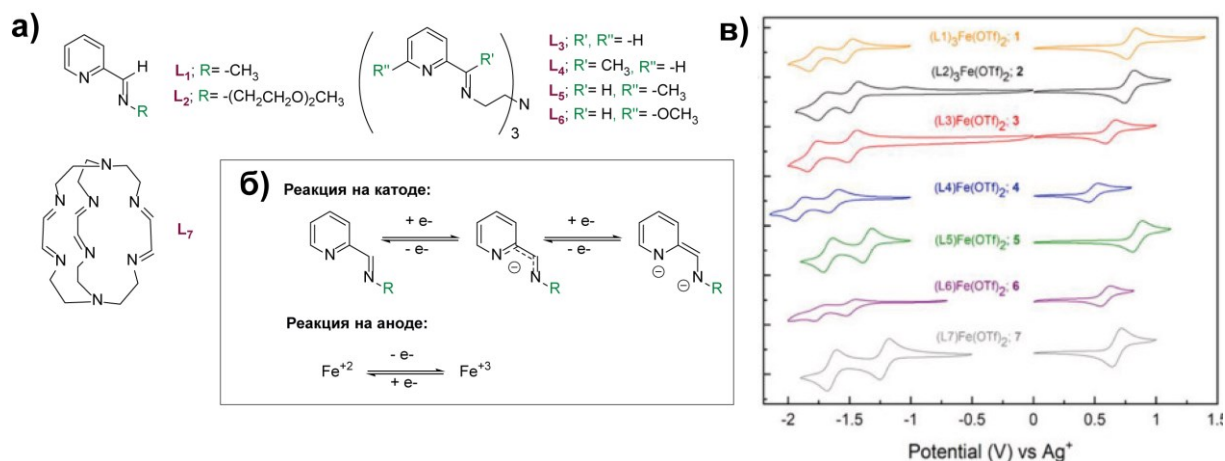 а)
H
N
N
R
L₁; R= -CH₃
L₂; R= -(CH₂CH₂O)₂CH₃
R''
N
R'
N
N
3
L₃; R', R''= -H
L₄; R'= CH₃, R''= -H
L₅; R'= H, R''= -CH₃
L₆; R'= H, R''= -OCH₃
N
N
N
N
N
N
N
N
L₇
б)
Реакция на катоде:
+ e-
- e-
+ e-
- e-
N
N
R
N
⊖
N
R
N
⊖
N
⊖
R
Реакция на аноде:
Fe⁺²
- e-
+ e-
Fe⁺³
в)
(L1)₃Fe(OTf)₂; 1
(L2)₃Fe(OTf)₂; 2
(L3)Fe(OTf)₂; 3
(L4)Fe(OTf)₂; 4
(L5)Fe(OTf)₂; 5
(L6)Fe(OTf)₂; 6
(L7)Fe(OTf)₂; 7
-2 -1.5 -1 -0.5 0 0.5 1 1.5
Potential (V) vs Ag⁺